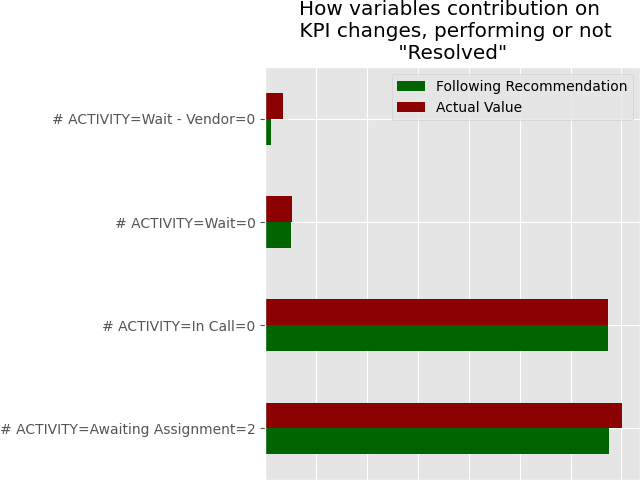 How variables contribution on
KPI changes, performing or not
"Resolved"
Following Recommendation
Actual Value
# ACTIVITY=Wait - Vendor=0
# ACTIVITY=Wait=0
# ACTIVITY=In Call=0
# ACTIVITY=Awaiting Assignment=2